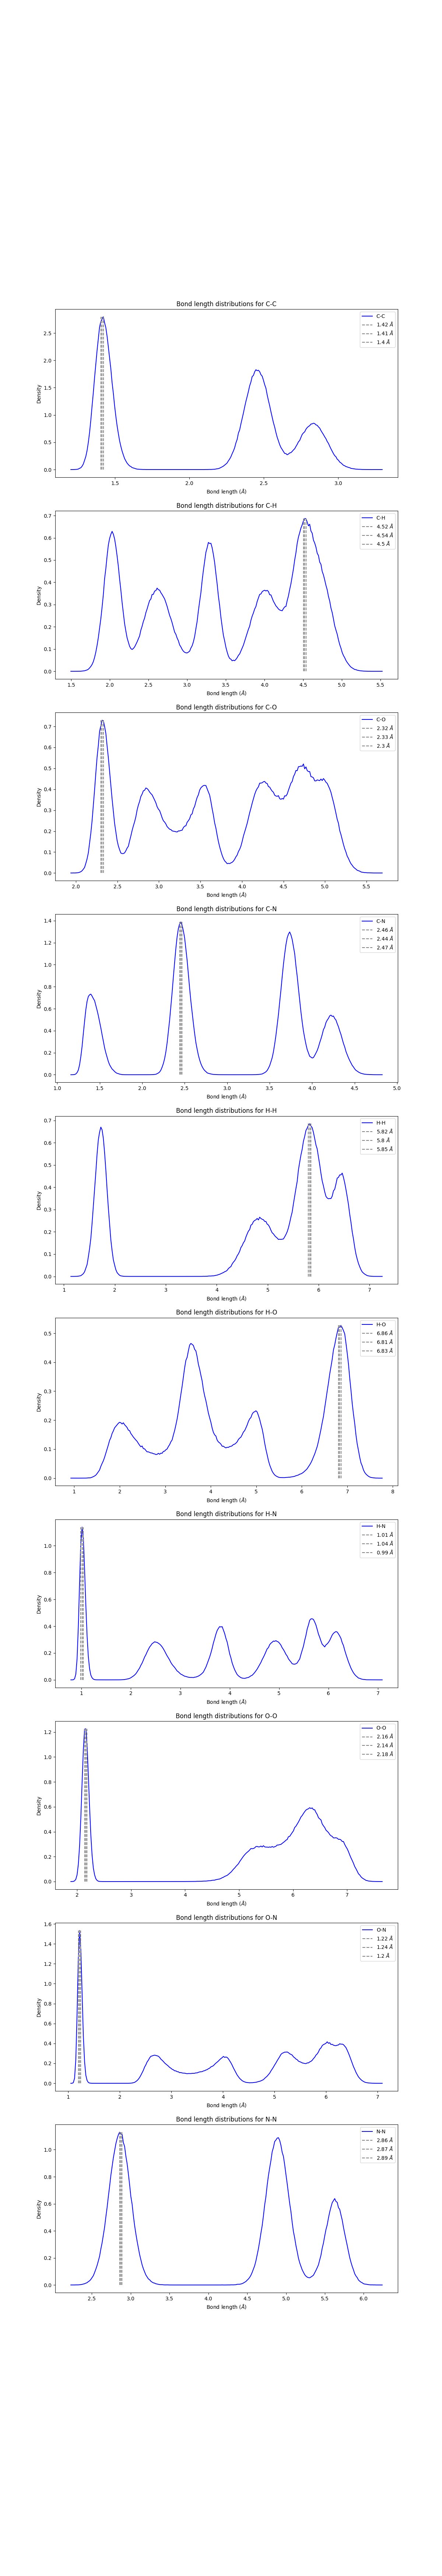 Bond length distributions for C-C
2.5
2.0
1.5
1.0
0.5
0.0
Density
1.5
2.0
2.5
3.0
Bond length (Å)
C-C
1.42 Å
1.41 Å
1.4 Å
Bond length distributions for C-H
0.7
0.6
0.5
0.4
0.3
0.2
0.1
0.0
Density
1.5
2.0
2.5
3.0
3.5
4.0
4.5
5.0
5.5
Bond length (Å)
C-H
4.52 Å
4.54 Å
4.5 Å
Bond length distributions for C-O
0.7
0.6
0.5
0.4
0.3
0.2
0.1
0.0
Density
2.0
2.5
3.0
3.5
4.0
4.5
5.0
5.5
Bond length (Å)
C-O
2.32 Å
2.33 Å
2.3 Å
Bond length distributions for C-N
1.4
1.2
1.0
0.8
0.6
0.4
0.2
0.0
Density
1.0
1.5
2.0
2.5
3.0
3.5
4.0
4.5
5.0
Bond length (Å)
C-N
2.46 Å
2.44 Å
2.47 Å
Bond length distributions for H-H
0.7
0.6
0.5
0.4
0.3
0.2
0.1
0.0
Density
1
2
3
4
5
6
7
Bond length (Å)
H-H
5.82 Å
5.8 Å
5.85 Å
Bond length distributions for H-O
0.5
0.4
0.3
0.2
0.1
0.0
Density
1
2
3
4
5
6
7
8
Bond length (Å)
H-O
6.86 Å
6.81 Å
6.83 Å
Bond length distributions for H-N
1.0
0.8
0.6
0.4
0.2
0.0
Density
1
2
3
4
5
6
7
Bond length (Å)
H-N
1.01 Å
1.04 Å
0.99 Å
Bond length distributions for O-O
1.2
1.0
0.8
0.6
0.4
0.2
0.0
Density
2
3
4
5
6
7
Bond length (Å)
O-O
2.16 Å
2.14 Å
2.18 Å
Bond length distributions for O-N
1.6
1.4
1.2
1.0
0.8
0.6
0.4
0.2
0.0
Density
1
2
3
4
5
6
7
Bond length (Å)
O-N
1.22 Å
1.24 Å
1.2 Å
Bond length distributions for N-N
1.0
0.8
0.6
0.4
0.2
0.0
Density
2.5
3.0
3.5
4.0
4.5
5.0
5.5
6.0
Bond length (Å)
N-N
2.86 Å
2.87 Å
2.89 Å